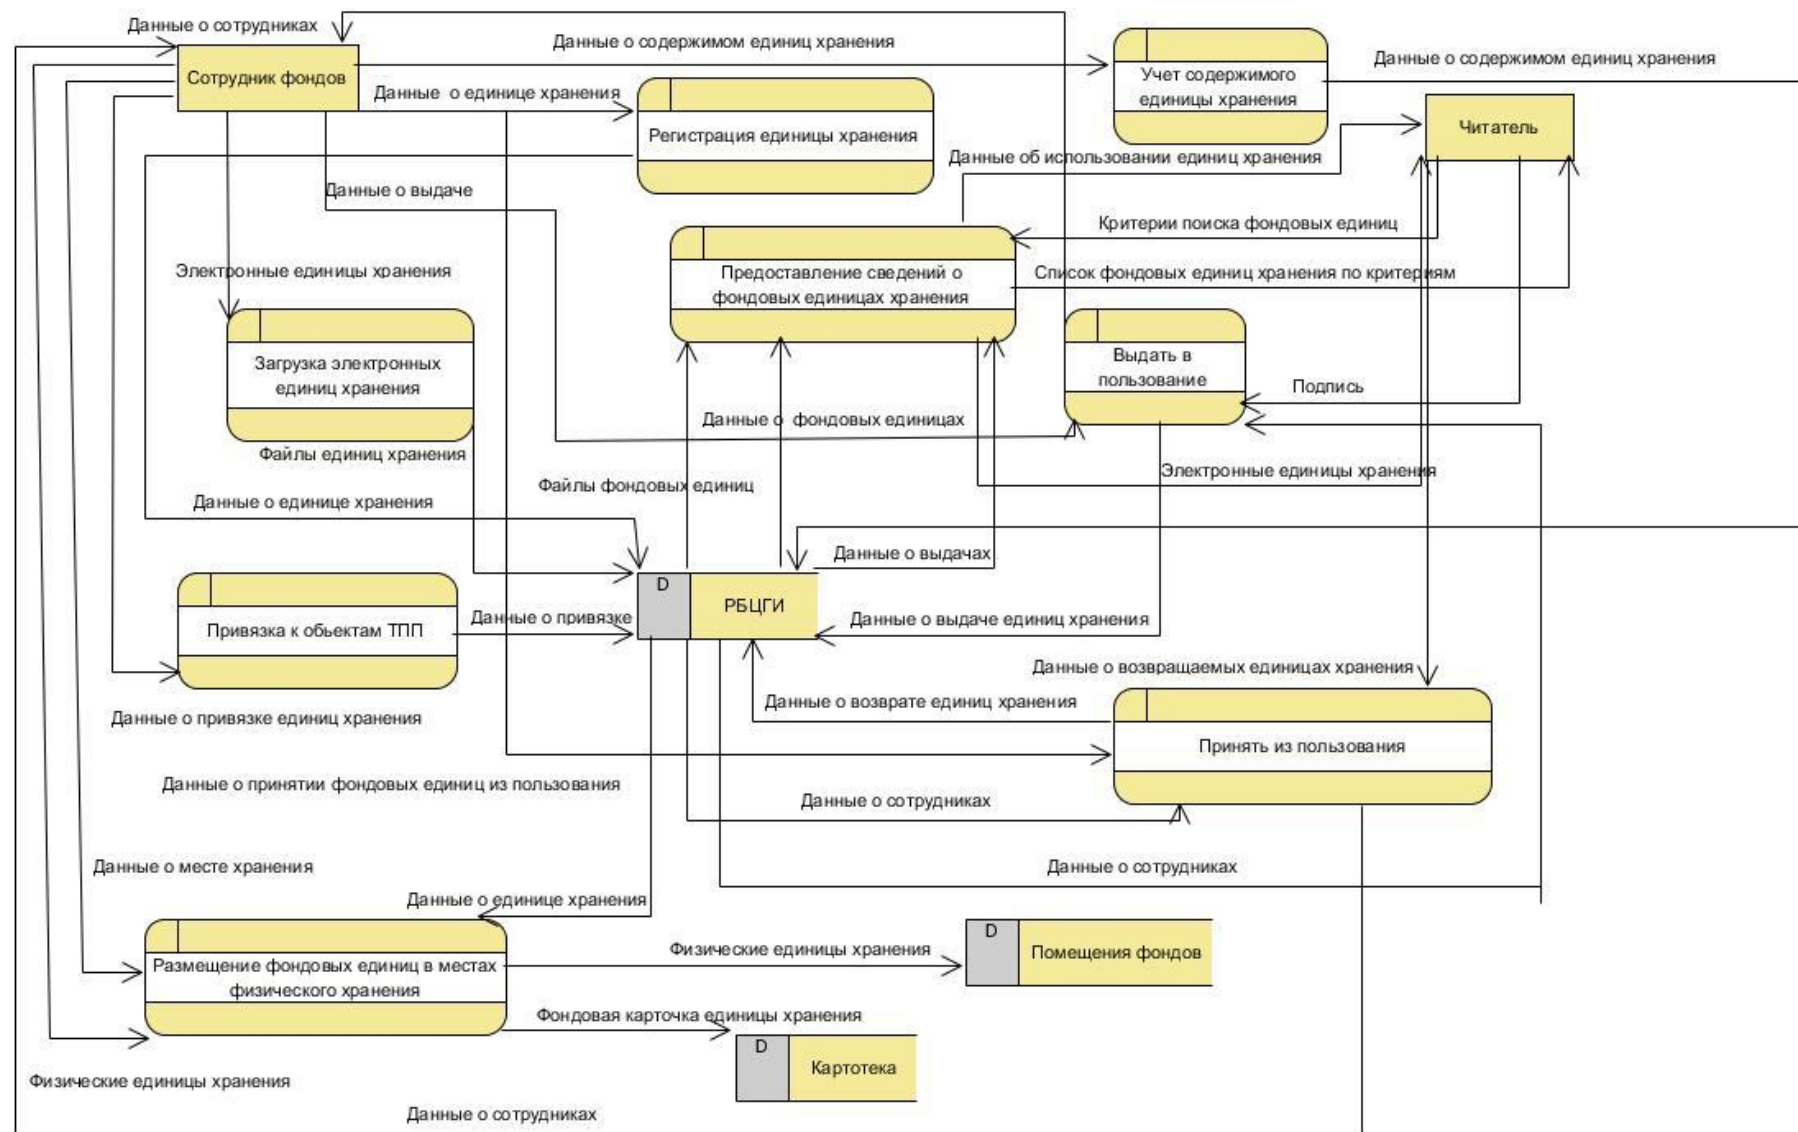 Данные о сотрудниках
Данные о содержимом единиц хранения
Данные о содержимом единиц хранения
Сотрудник фондов
Учет содержимого
единицы хранения
Данные о единице хранения
Читатель
Регистрация единицы хранения
Данные об использовании единиц хранения
Данные о выдаче
Критерии поиска фондовых единиц
Электронные единицы хранения
Предоставление сведений о
фондовых единицах хранения
Список фондовых единиц хранения по критериям
Загрузка электронных
единиц хранения
Выдать в
пользование
Подпись
Данные о фондовых единицах
Файлы единиц хранения
Электронные единицы хранения
Файлы фондовых единиц
Данные о единице хранения
Данные о выдачах
D
РБЦГИ
Привязка к обьектам ТПП
Данные о привязке
Данные о выдаче единиц хранения
Данные о возвращаемых единицах хранения
Данные о возврате единиц хранения
Данные о привязке единиц хранения
Принять из пользования
Данные о принятии фондовых единиц из пользования
Данные о сотрудниках
Данные о месте хранения
Данные о сотрудниках
Данные о единице хранения
Размещение фондовых единиц в местах
физического хранения
Физические единицы хранения
D
Помещения фондов
Фондовая карточка единицы хранения
D
Картотека
Физические единицы хранения
Данные о сотрудниках